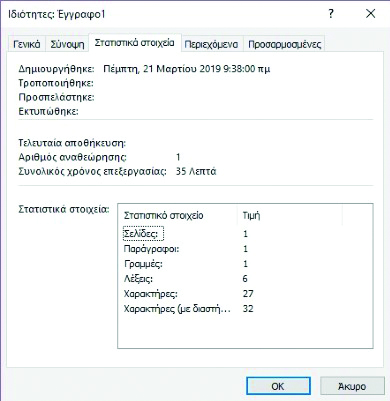 Ιδιότητες: Έγγραφο1
Γενικά Σύνοψη Στατιστικά στοιχεία Περιεχόμενα Προσαρμοσμένες
Δημιουργήθηκε: Πέμπτη, 21 Μαρτίου 2019 9:38:00 πμ
Τροποποιήθηκε:
Προσπελάστηκε:
Εκτυπώθηκε:
Τελευταία αποθήκευση:
Αριθμός αναθεώρησης: 1
Συνολικός χρόνος επεξεργασίας: 35 Λεπτά
Στατιστικά στοιχεία:
Στατιστικό στοιχείο Τιμή
Σελίδες: 1
Παράγραφοι: 1
Γραμμές: 1
Λέξεις: 6
Χαρακτήρες: 27
Χαρακτήρες (με διαστή... 32
OK Άκυρο